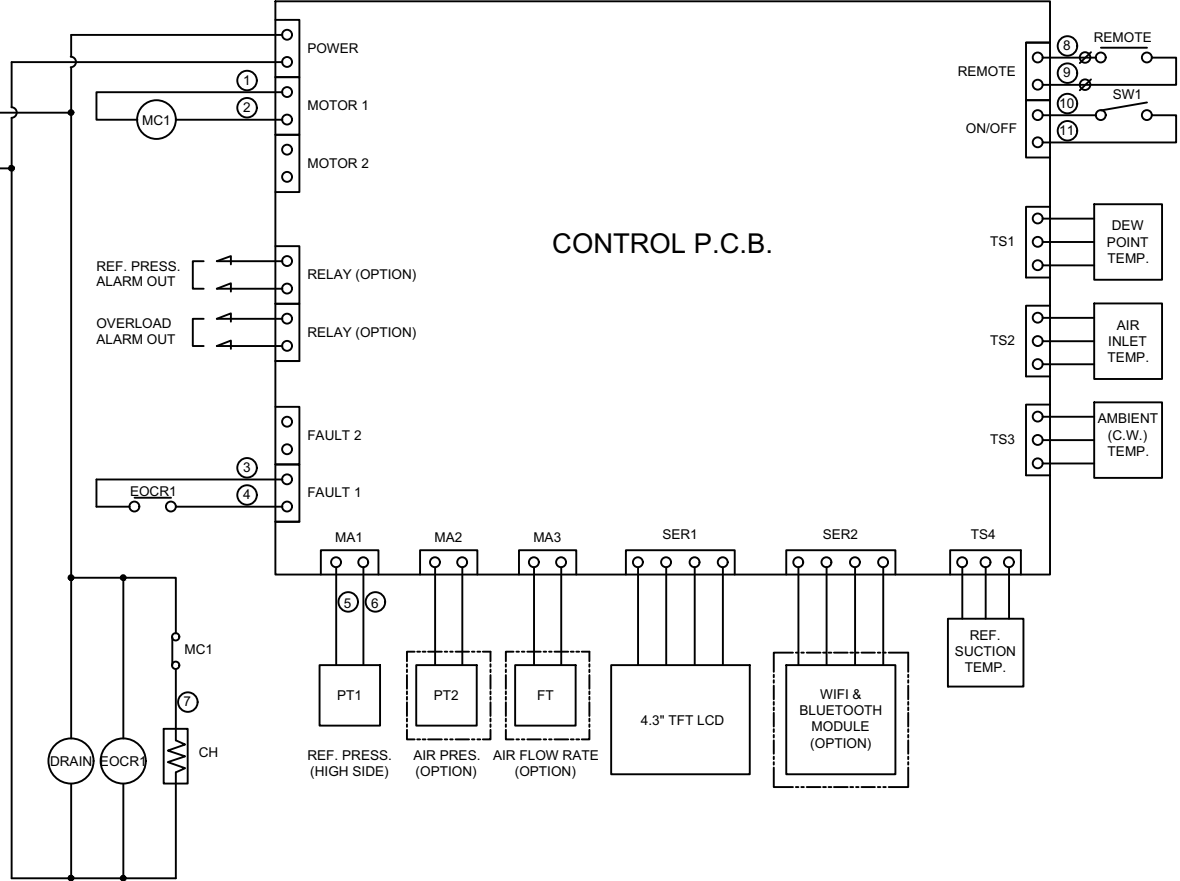 POWER
1
MOTOR 1
2
MC1
MOTOR 2
REF. PRESS.
ALARM OUT
RELAY (OPTION)
OVERLOAD
ALARM OUT
RELAY (OPTION)
FAULT 2
3
FAULT 1
4
EOCR1
CONTROL P.C.B.
8
REMOTE
REMOTE
9
10
SW1
ON/OFF
11
TS1
DEW
POINT
TEMP.
TS2
AIR
INLET
TEMP.
TS3
AMBIENT
(C.W.)
TEMP.
MA1
MA2
MA3
SER1
SER2
TS4
5
6
PT1
REF. PRESS.
(HIGH SIDE)
PT2
AIR PRES.
(OPTION)
FT
AIR FLOW RATE
(OPTION)
4.3" TFT LCD
WIFI &
BLUETOOTH
MODULE
(OPTION)
REF.
SUCTION
TEMP.
MC1
7
CH
DRAIN
EOCR1